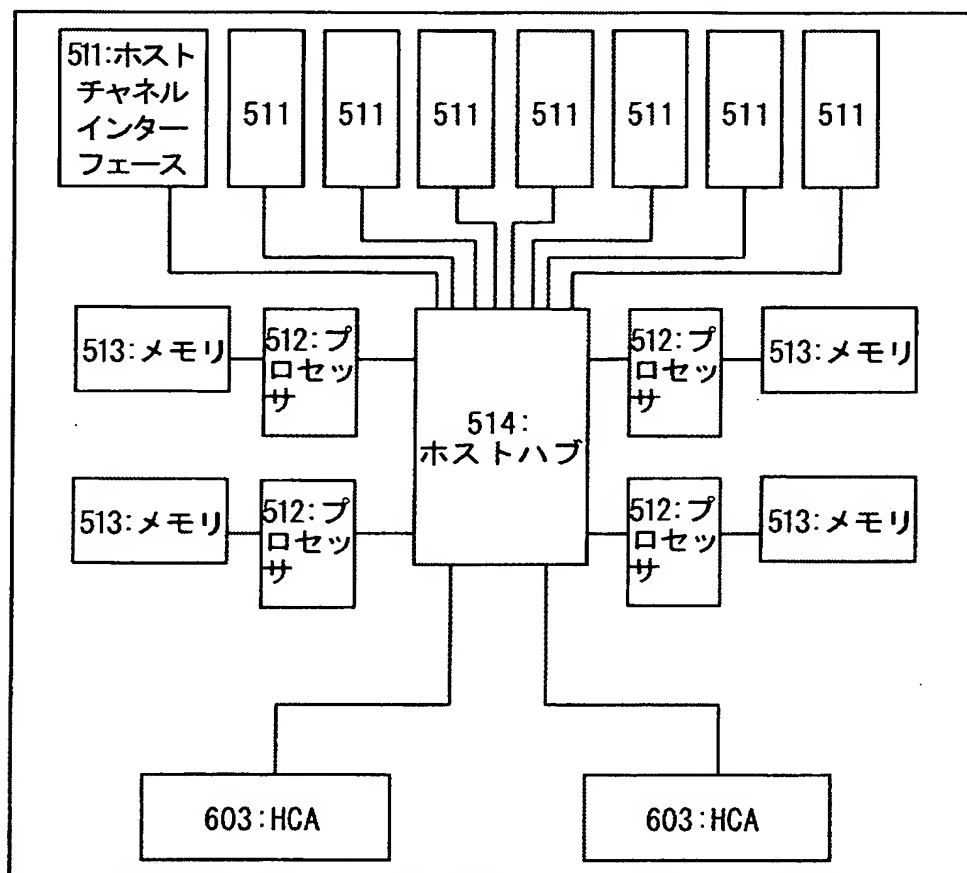 511:ホスト
チャネル
インター
フェース
511
511
511
511
511
511
511
513:メモリ
512:プ
ロセッ
サ
514:
ホストハブ
512:プ
ロセッ
サ
513:メモリ
513:メモリ
512:プ
ロセッ
サ
512:プ
ロセッ
サ
513:メモリ
603:HCA
603:HCA